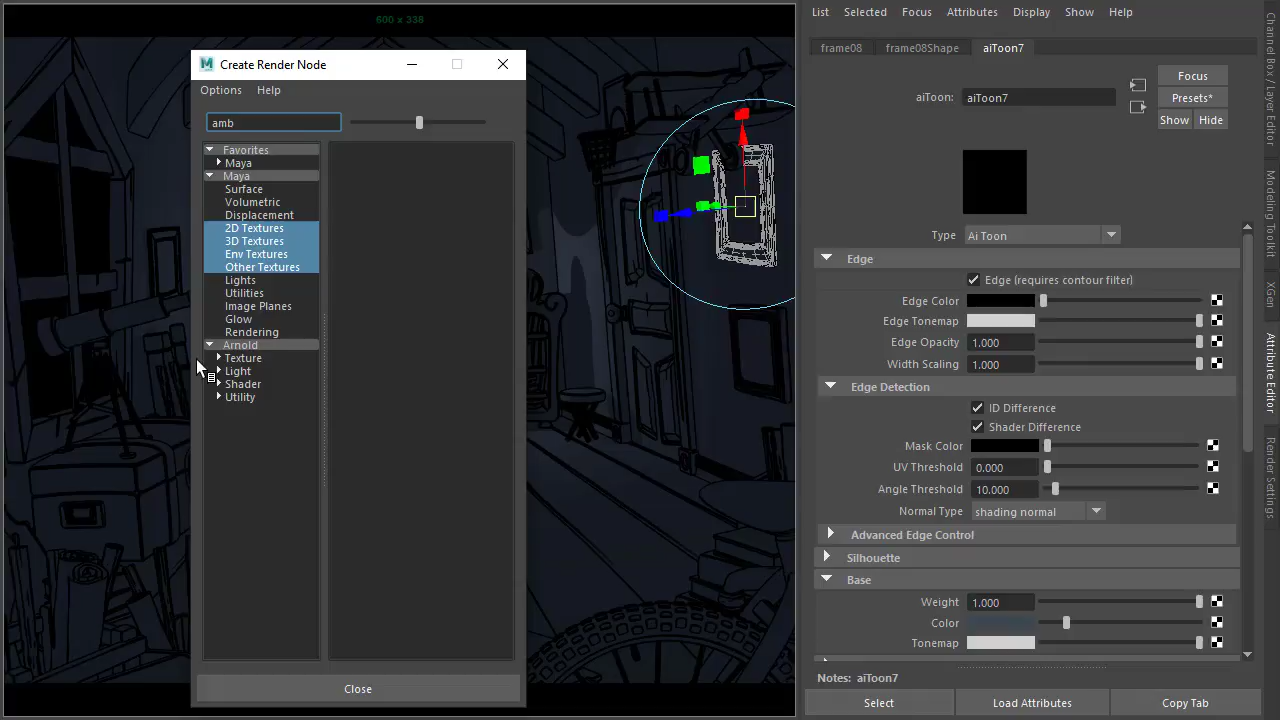 600 x 338
Create Render Node
Options Help
amb
Favorites
Maya
Maya
Surface
Volumetric
Displacement
2D Textures
3D Textures
Env Textures
Other Textures
Lights
Utilities
Image Planes
Glow
Rendering
Arnold
Texture
Light
Shader
Utility
Close
List Selected Focus Attributes Display Show Help
frame08 frame08Shape aiToon7
Focus
aiToon: aiToon7
Presets*
Show Hide
Type Ai Toon
Edge
Edge (requires contour filter)
Edge Color
Edge Tonemap
Edge Opacity 1.000
Width Scaling 1.000
Edge Detection
ID Difference
Shader Difference
Mask Color
UV Threshold 0.000
Angle Threshold 10.000
Normal Type shading normal
Advanced Edge Control
Silhouette
Base
Weight 1.000
Color
Tonemap
Notes: aiToon7
Select Load Attributes Copy Tab
Channel Box / Layer Editor
Modeling Toolkit
XGen
Attribute Editor
Render Settings